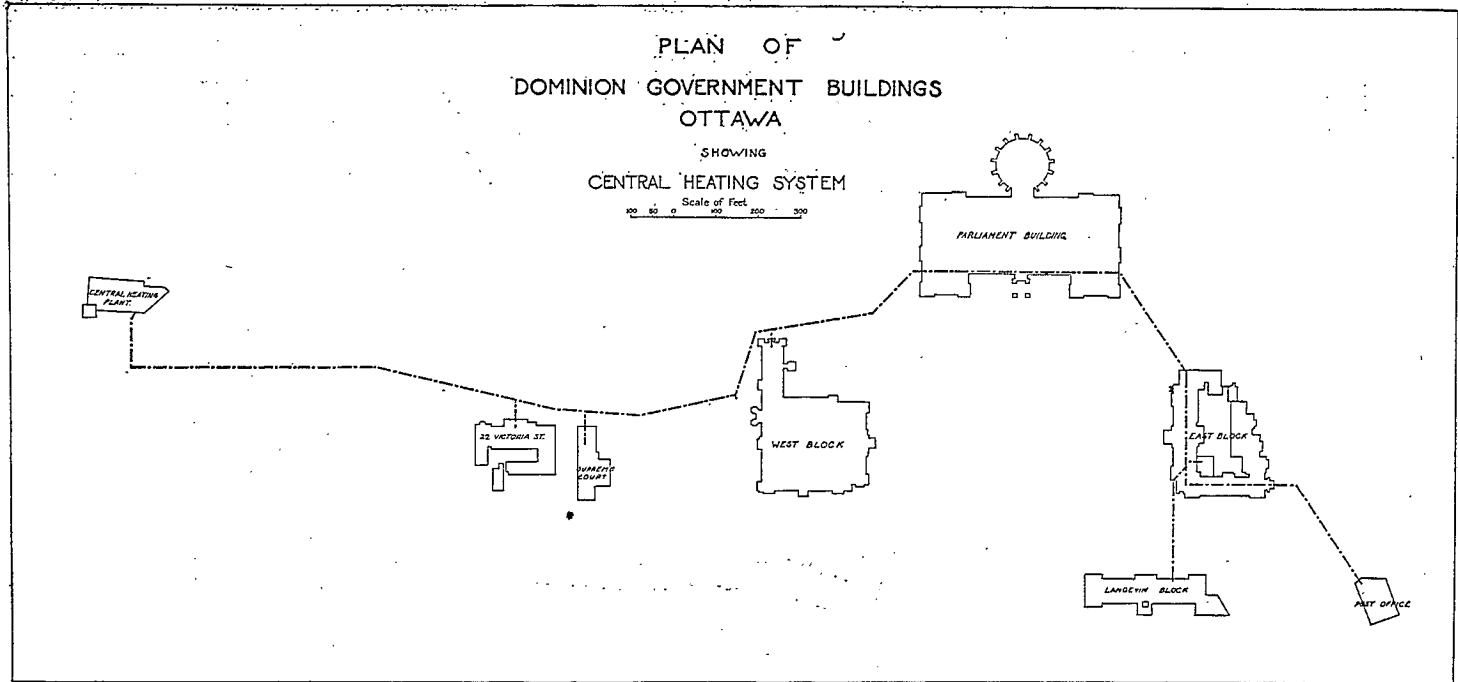 PLAN OF
DOMINION GOVERNMENT BUILDINGS
OTTAWA
SHOWING
CENTRAL HEATING SYSTEM
Scale of Feet
100 50 0 100 200 300
PARLIAMENT BUILDING
CENTRAL HEATING
PLANT.
22 VICTORIA ST.
SUPREME
COURT
WEST BLOCK
EAST BLOCK
LANGEVIN BLOCK
POST OFFICE